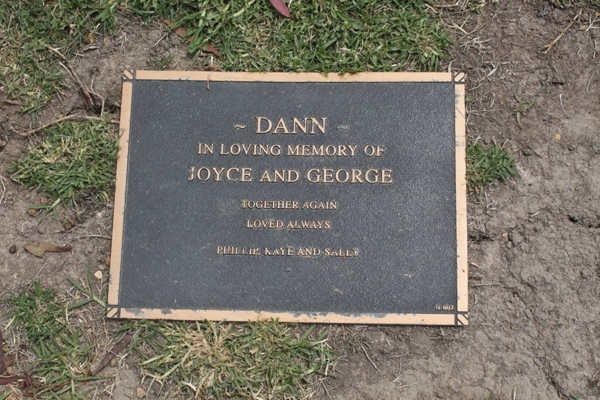 ~ DANN ~
IN LOVING MEMORY OF
JOYCE AND GEORGE
TOGETHER AGAIN
LOVED ALWAYS
PHILLIP, KAYE AND SALLY
N 603